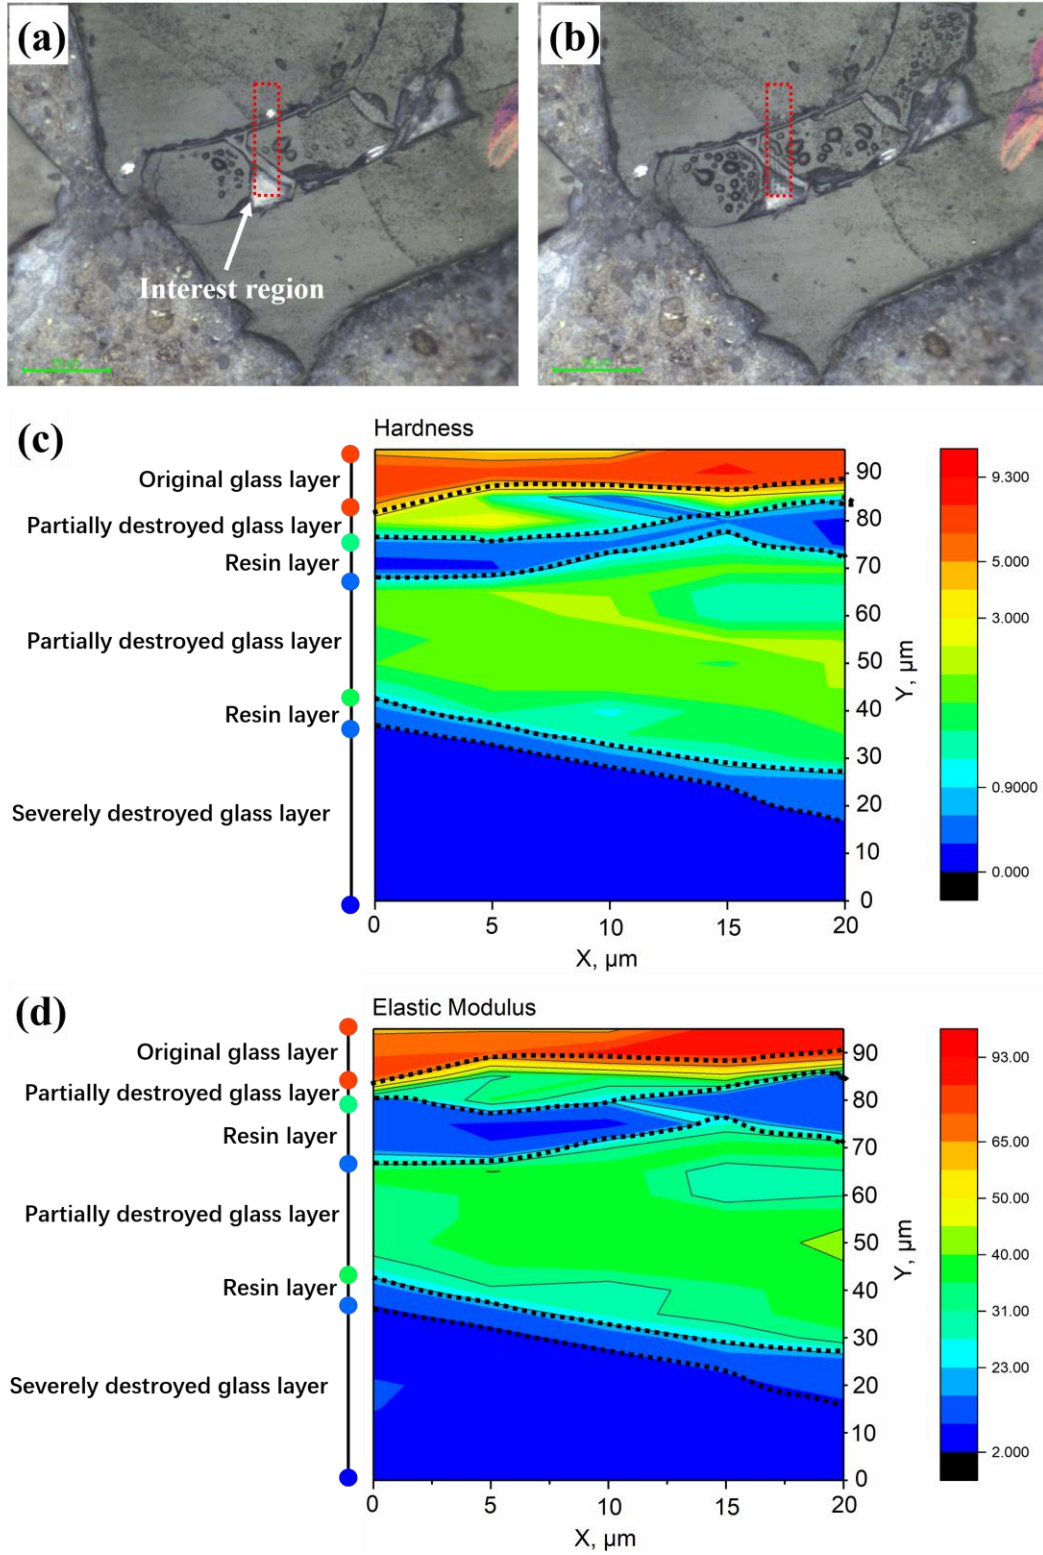 (a)
(b)
Interest region
(c)
Hardness
Original glass layer
Partially destroyed glass layer
Resin layer
Partially destroyed glass layer
Resin layer
Severely destroyed glass layer
90
80
70
60
50
40
30
20
10
0
Y, μm
0 5 10 15 20
X, μm
9.300
5.000
3.000
0.9000
0.000
(d)
Elastic Modulus
Original glass layer
Partially destroyed glass layer
Resin layer
Partially destroyed glass layer
Resin layer
Severely destroyed glass layer
90
80
70
60
50
40
30
20
10
0
Y, μm
0 5 10 15 20
X, μm
93.00
65.00
50.00
40.00
31.00
23.00
2.000